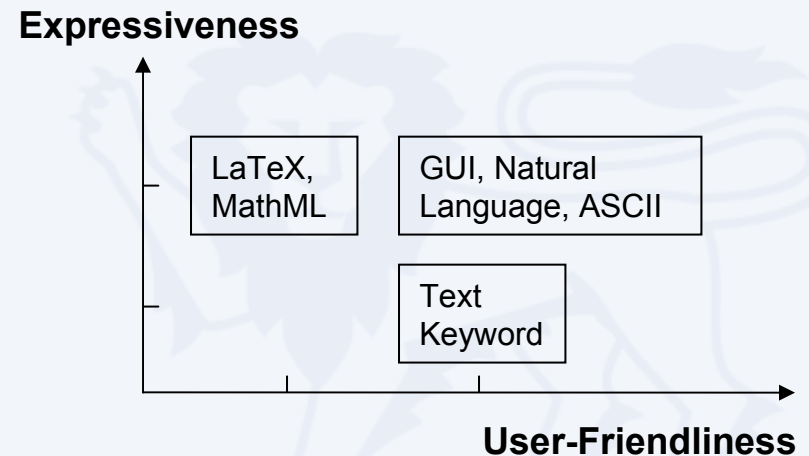 Expressiveness
LaTeX,
MathML
GUI, Natural
Language, ASCII
Text
Keyword
User-Friendliness